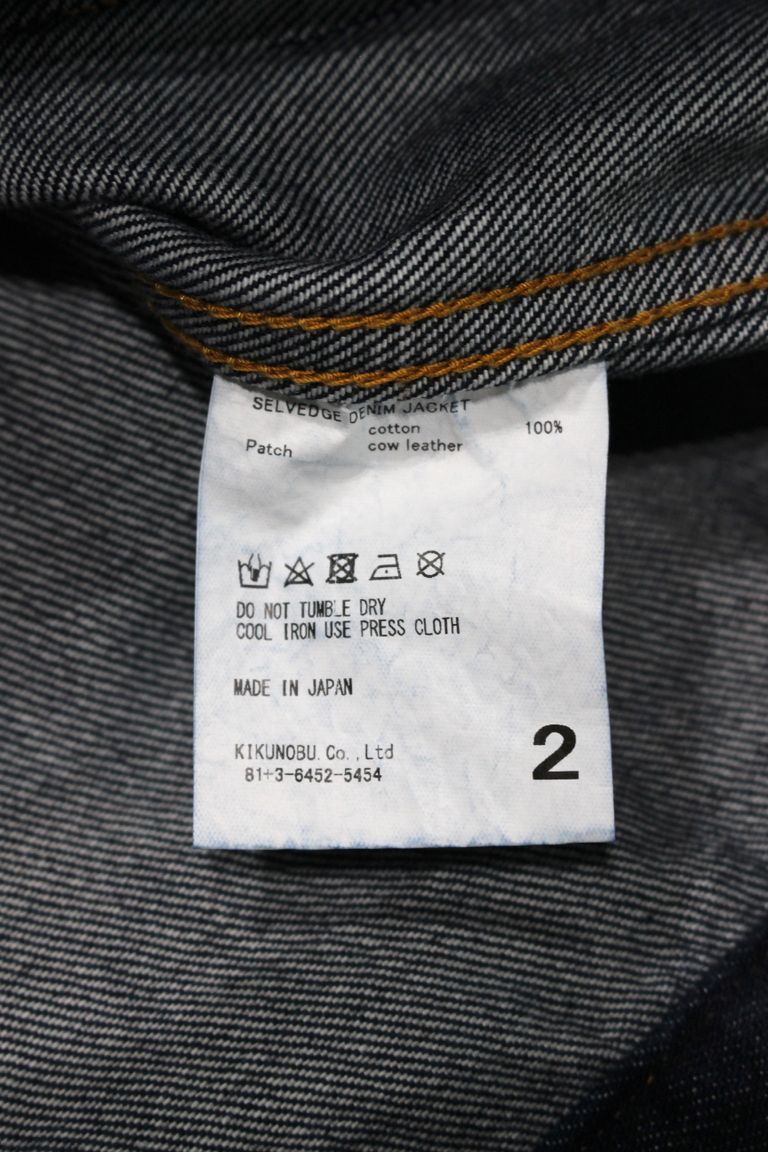 SELVEDGE DENIM JACKET
cotton 100%
Patch cow leather
DO NOT TUMBLE DRY
COOL IRON USE PRESS CLOTH
MADE IN JAPAN
KIKUNOBU.Co.,Ltd
81+3-6452-5454
2